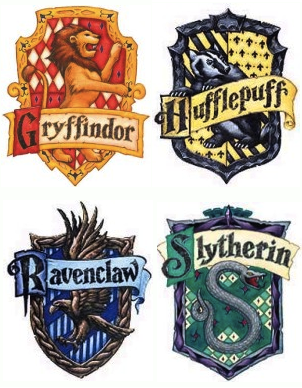 Gryffindor
Hufflepuff
Ravenclaw
Slytherin